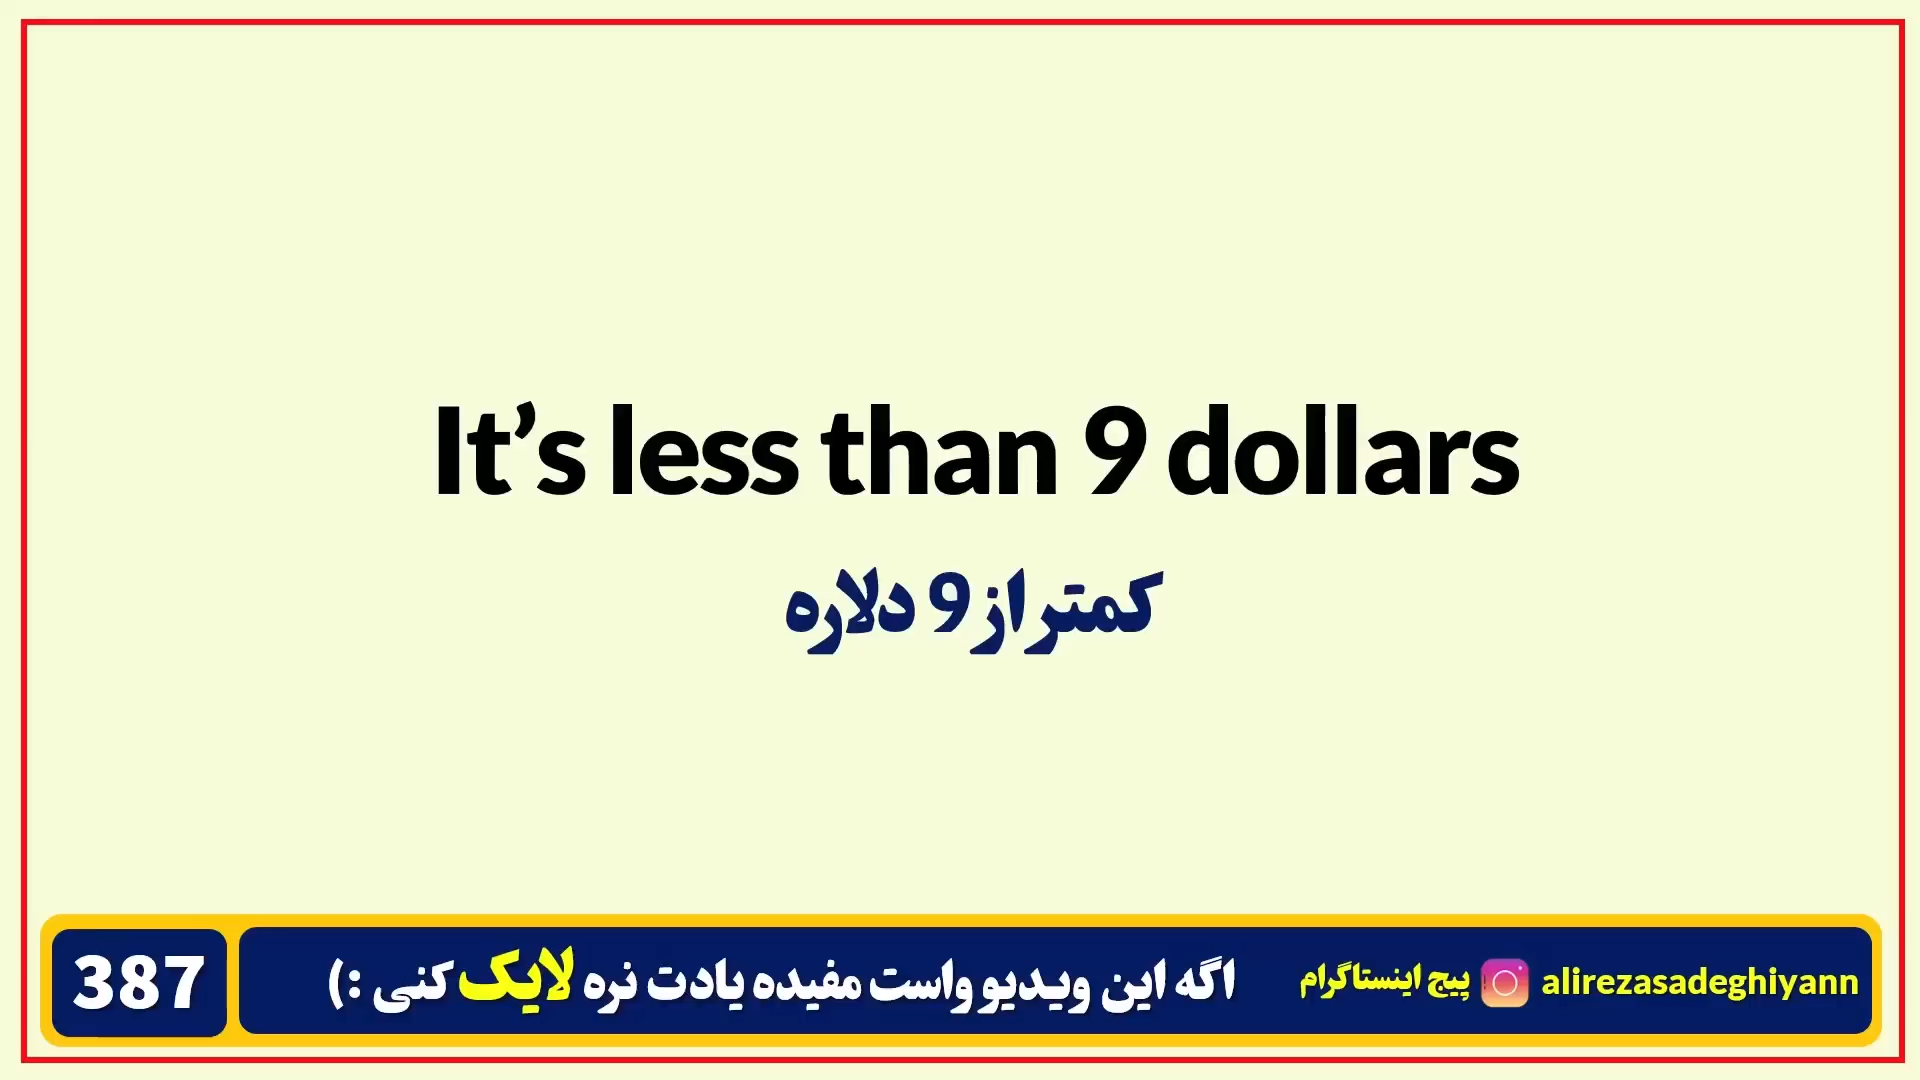 It’s less than 9 dollars
کمتر از 9 دلاره
387
اگه این ویدیو واست مفیده یادت نره لایک کنی :)
پیج اینستاگرام
alirezasadeghiyann